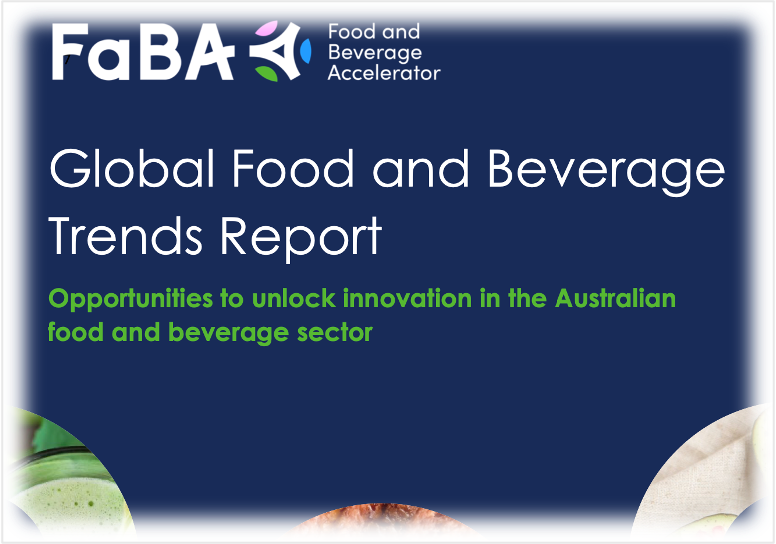 FaBA
Food and
Beverage
Accelerator
Global Food and Beverage
Trends Report
Opportunities to unlock innovation in the Australian
food and beverage sector